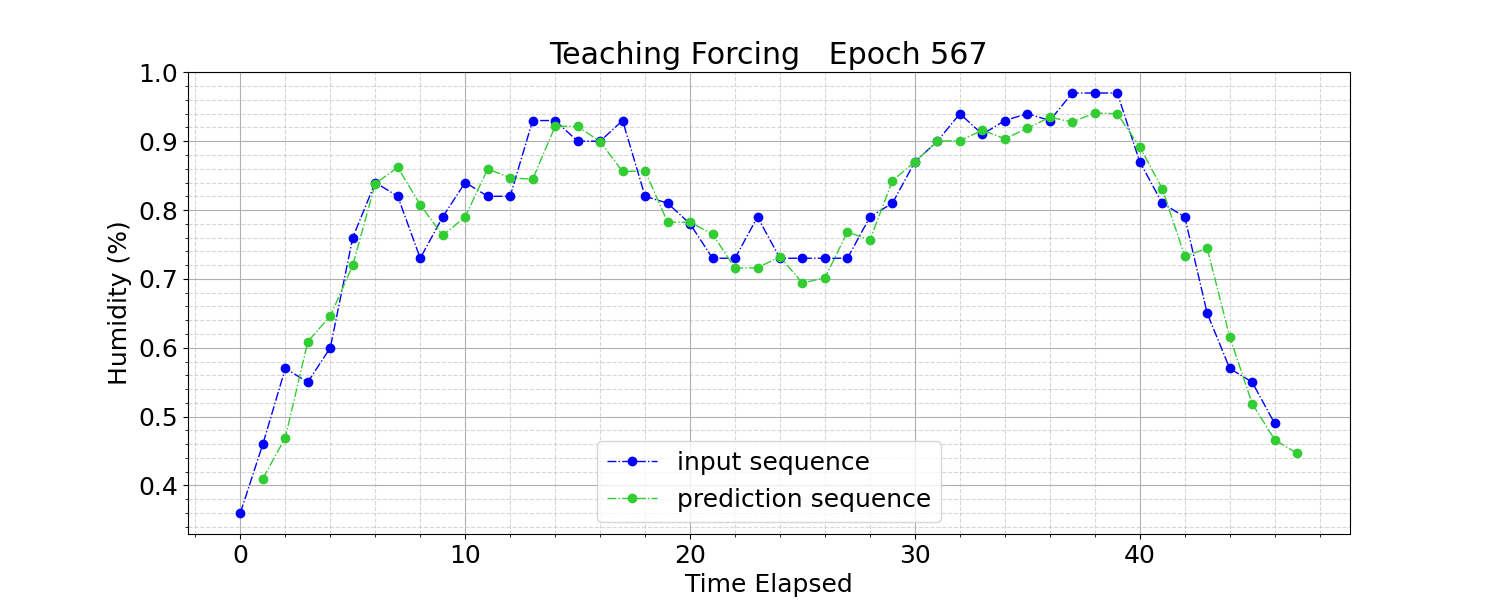 Teaching Forcing   Epoch 567
1.0
0.9
0.8
0.7
0.6
0.5
0.4
Humidity (%)
input sequence
prediction sequence
0 10 20 30 40
Time Elapsed